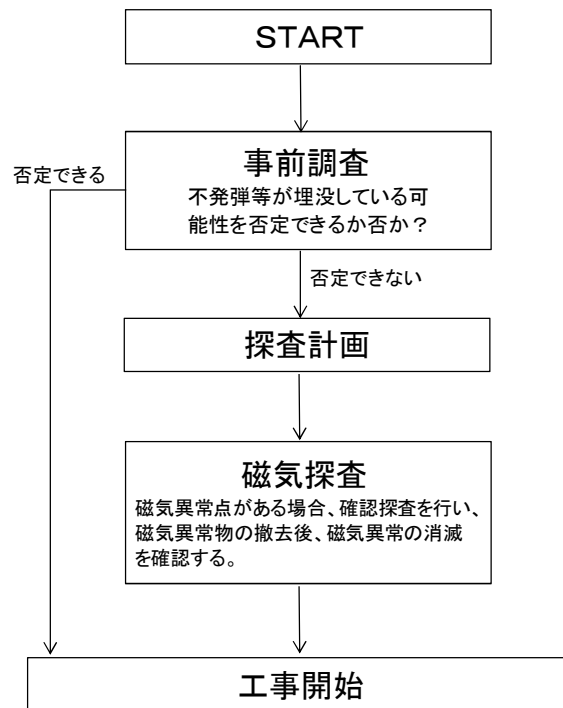 START
事前調査
不発弾等が埋没している可
能性を否定できるか否か？
否定できる
否定できない
探査計画
磁気探査
磁気異常点がある場合、確認探査を行い、
磁気異常物の撤去後、磁気異常の消滅
を確認する。
工事開始